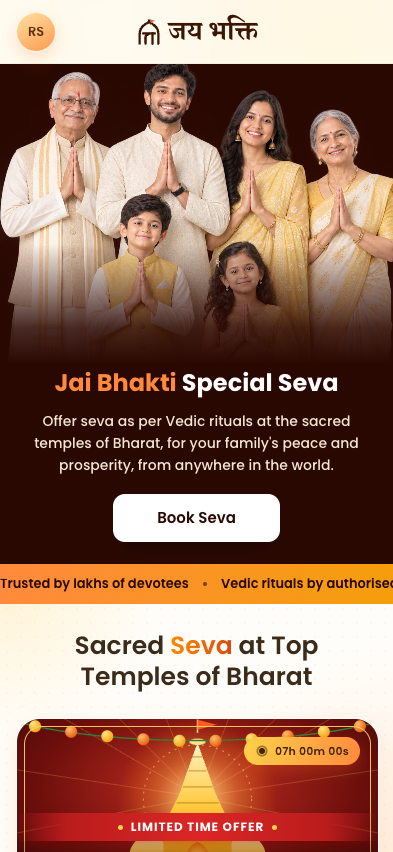 RS
जय भक्ति
Jai Bhakti Special Seva
Offer seva as per Vedic rituals at the sacred
temples of Bharat, for your family's peace and
prosperity, from anywhere in the world.
Book Seva
Trusted by lakhs of devotees • Vedic rituals by authorised
Sacred Seva at Top
Temples of Bharat
07h 00m 00s
• LIMITED TIME OFFER •